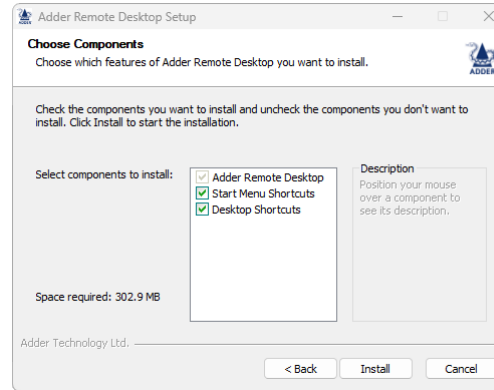 Adder Remote Desktop Setup
Choose Components
Choose which features of Adder Remote Desktop you want to install.
ADDER
Check the components you want to install and uncheck the components you don't want to
install. Click Install to start the installation.
Select components to install:
Adder Remote Desktop
Start Menu Shortcuts
Desktop Shortcuts
Description
Position your mouse
over a component to
see its description.
Space required: 302.9 MB
Adder Technology Ltd.
< Back Install Cancel